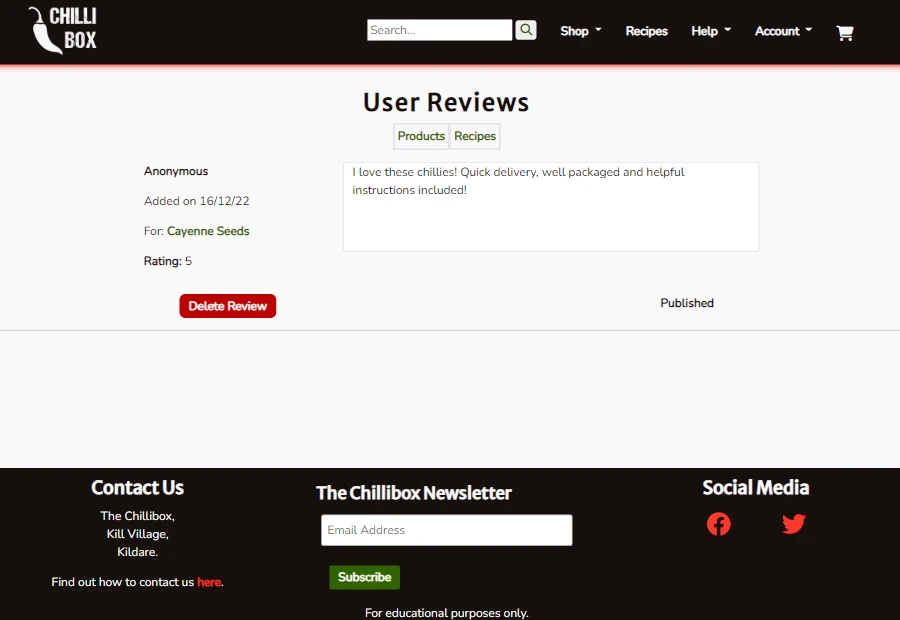 CHILLI
BOX
Search...
Shop
Recipes
Help
Account
User Reviews
Products
Recipes
Anonymous
Added on 16/12/22
For: Cayenne Seeds
Rating: 5
I love these chillies! Quick delivery, well packaged and helpful
instructions included!
Delete Review
Published
Contact Us
The Chillibox,
Kill Village,
Kildare.
Find out how to contact us here.
The Chillibox Newsletter
Email Address
Subscribe
For educational purposes only.
Social Media